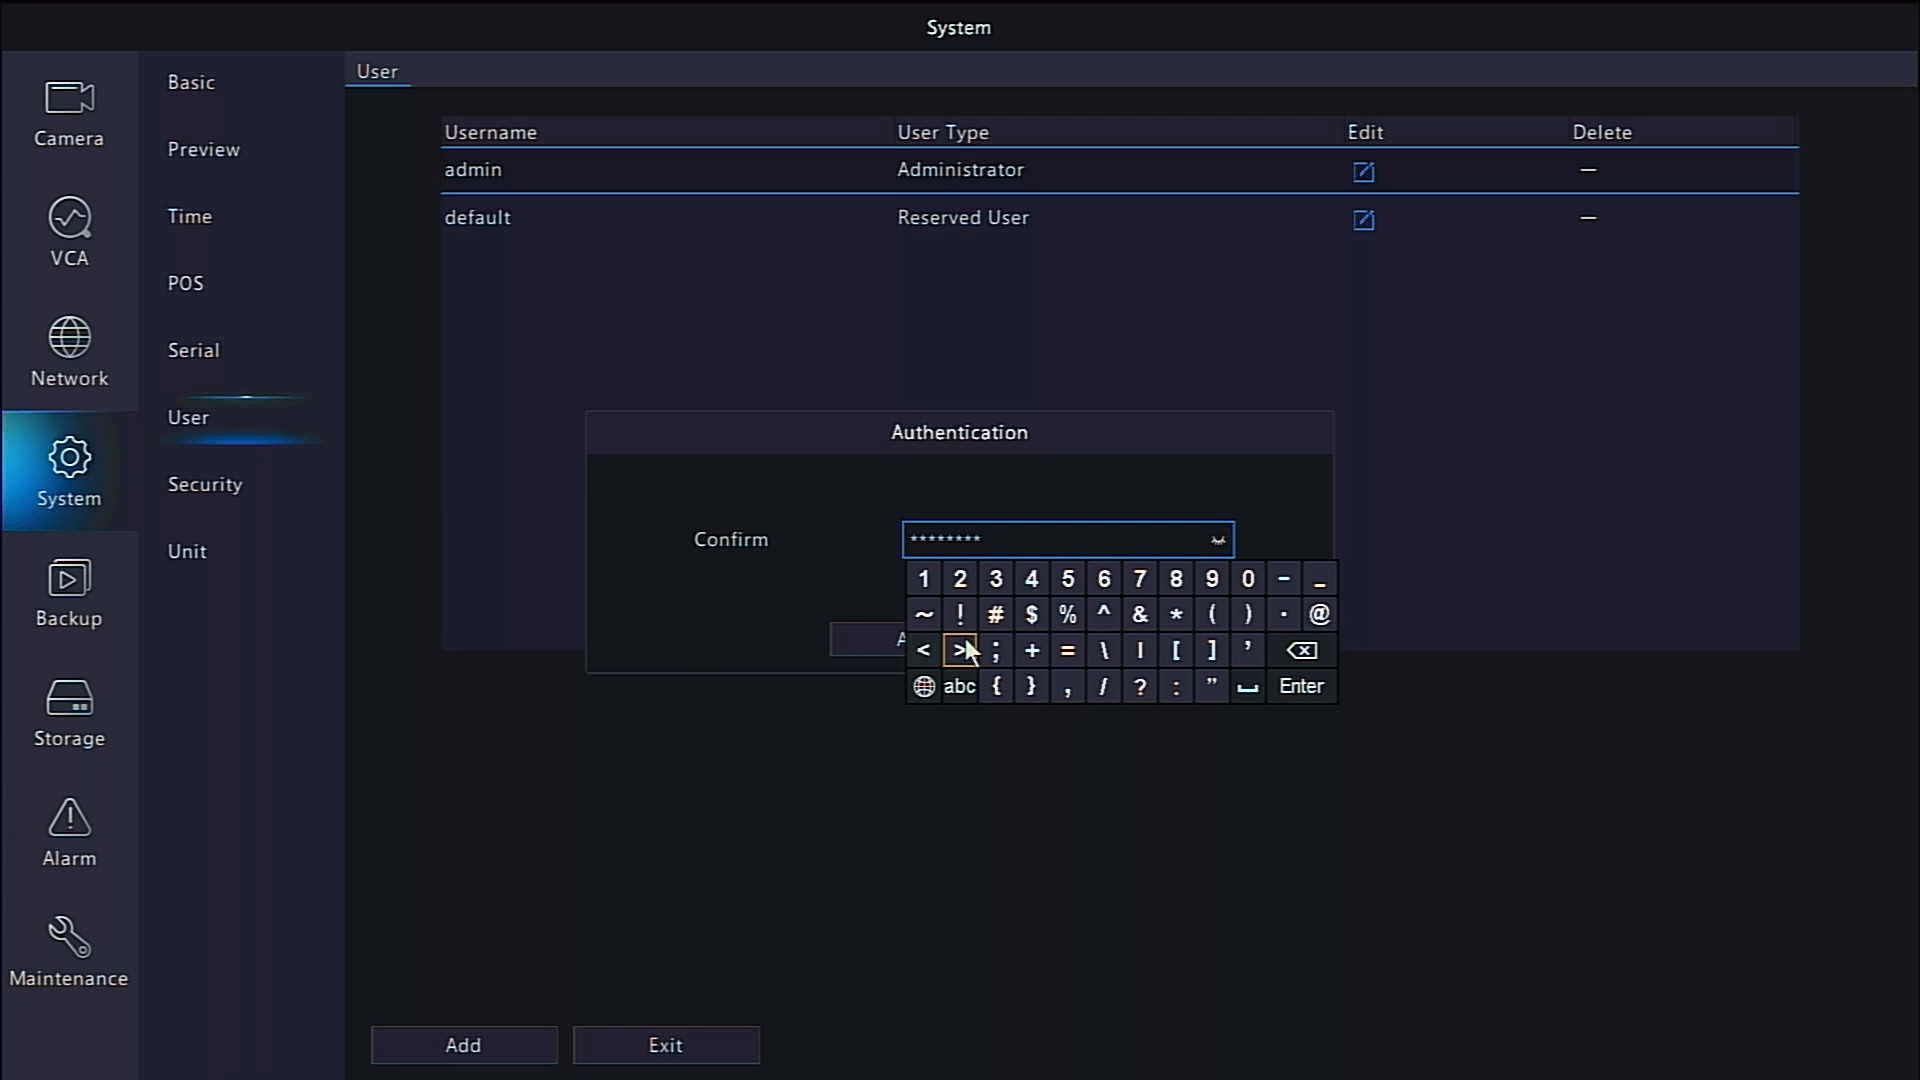 System
Camera
VCA
Network
System
Backup
Storage
Alarm
Maintenance
Basic
Preview
Time
POS
Serial
User
Security
Unit
User
Username User Type Edit Delete
admin Administrator —
default Reserved User —
Authentication
Confirm ********
1 2 3 4 5 6 7 8 9 0 - _
~ ! # $ % ^ & * ( ) · @
< > ; + = \ | [ ] ’
abc { } , / ? : ” Enter
Add Exit